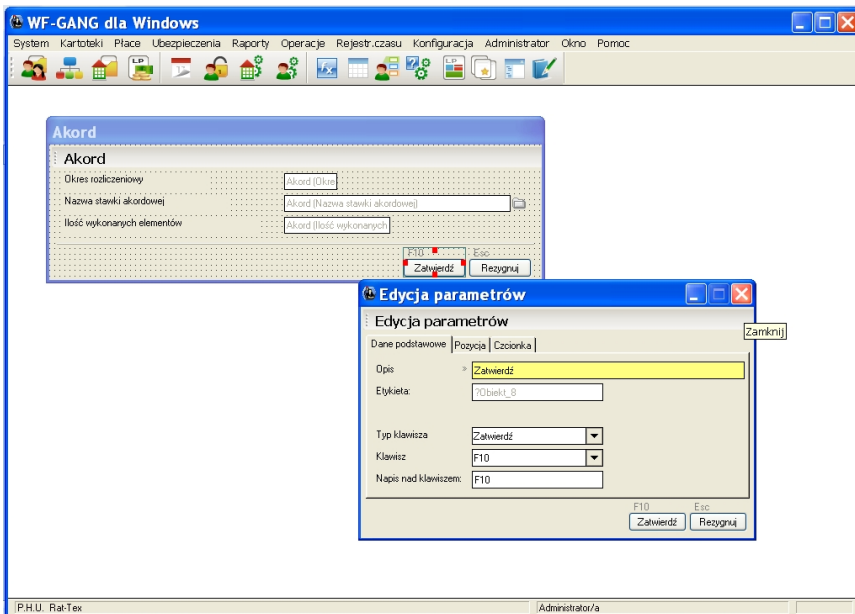 WF-GANG dla Windows
System Kartoteki Płace Ubezpieczenia Raporty Operacje Rejestr.czasu Konfiguracja Administrator Okno Pomoc
Akord
Akord
Okres rozliczeniowy
Akord (Okre
Nazwa stawki akordowej
Akord (Nazwa stawki akordowej)
Ilość wykonanych elementów
Akord (Ilość wykonanych
F10 Esc
Zatwierdź Rezygnuj
Edycja parametrów
Zamknij
Edycja parametrów
Dane podstawowe Pozycja Czcionka
Opis » Zatwierdź
Etykieta: ?Obiekt_8
Typ klawisza Zatwierdź
Klawisz F10
Napis nad klawiszem: F10
F10 Esc
Zatwierdź Rezygnuj
P.H.U. Rat-Tex Administrator/a